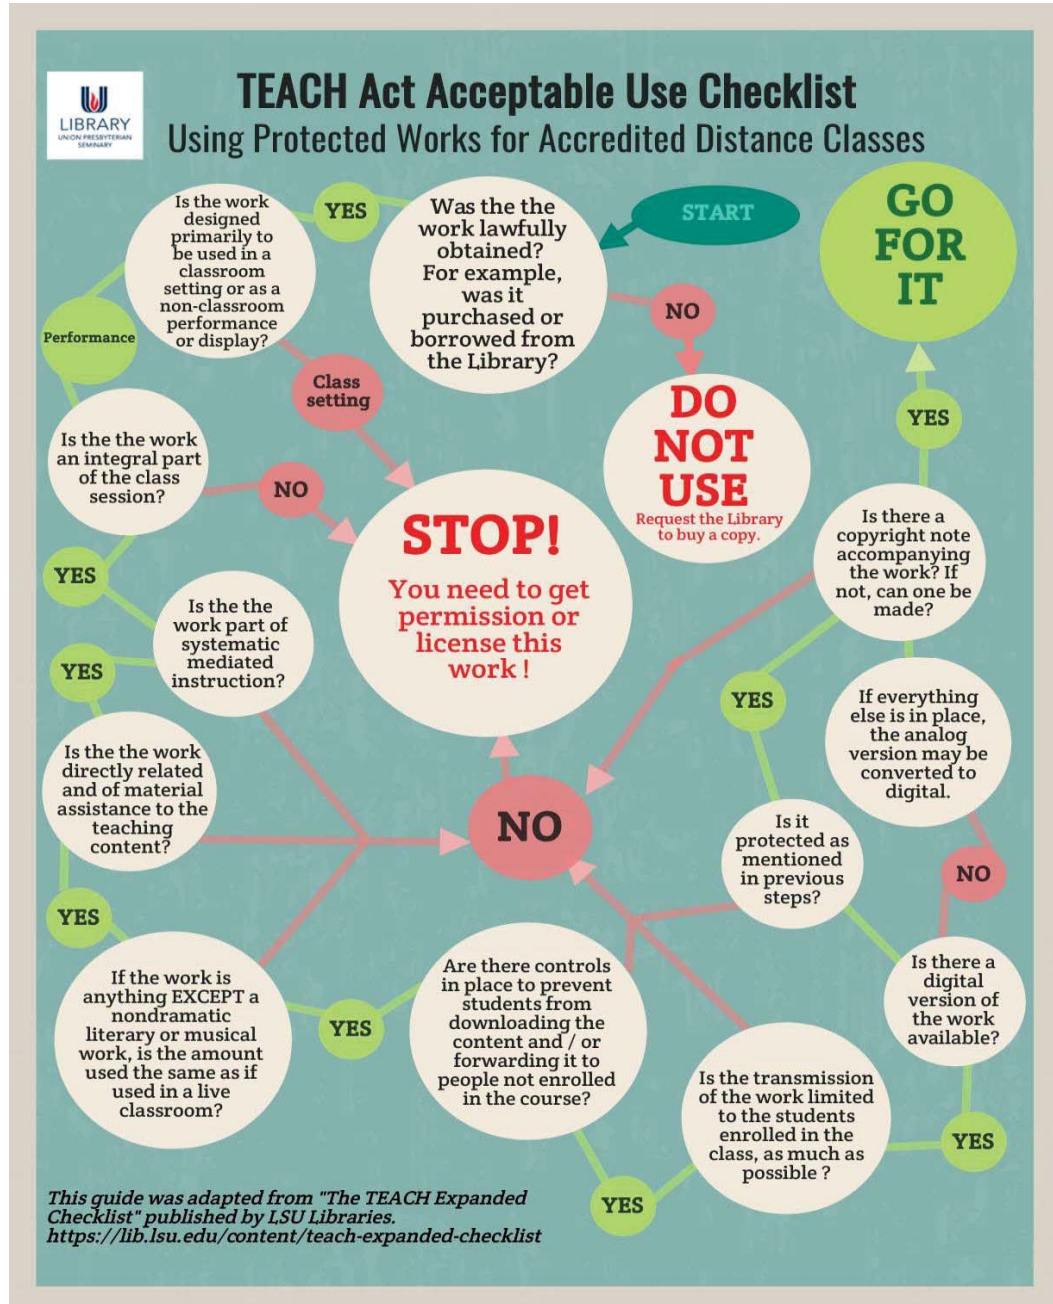 LIBRARY
UNION PRESBYTERIAN
SEMINARY
TEACH Act Acceptable Use Checklist
Using Protected Works for Accredited Distance Classes
START
Was the the
work lawfully
obtained?
For example,
was it
purchased or
borrowed from
the Library?
NO
DO
NOT
USE
Request the Library
to buy a copy.
YES
Is the work
designed
primarily to
be used in a
classroom
setting or as a
non-classroom
performance
or display?
Class
setting
Performance
Is the the work
an integral part
of the class
session?
NO
STOP!
You need to get
permission or
license this
work !
YES
Is the the
work part of
systematic
mediated
instruction?
YES
Is the the work
directly related
and of material
assistance to the
teaching
content?
NO
YES
If the work is
anything EXCEPT a
nondramatic
literary or musical
work, is the amount
used the same as if
used in a live
classroom?
YES
Are there controls
in place to prevent
students from
downloading the
content and / or
forwarding it to
people not enrolled
in the course?
YES
Is the transmission
of the work limited
to the students
enrolled in the
class, as much as
possible ?
YES
Is there a
digital
version of
the work
available?
NO
If everything
else is in place,
the analog
version may be
converted to
digital.
Is it
protected as
mentioned
in previous
steps?
YES
Is there a
copyright note
accompanying
the work? If
not, can one be
made?
YES
GO
FOR
IT
This guide was adapted from "The TEACH Expanded
Checklist" published by LSU Libraries.
https://lib.lsu.edu/content/teach-expanded-checklist